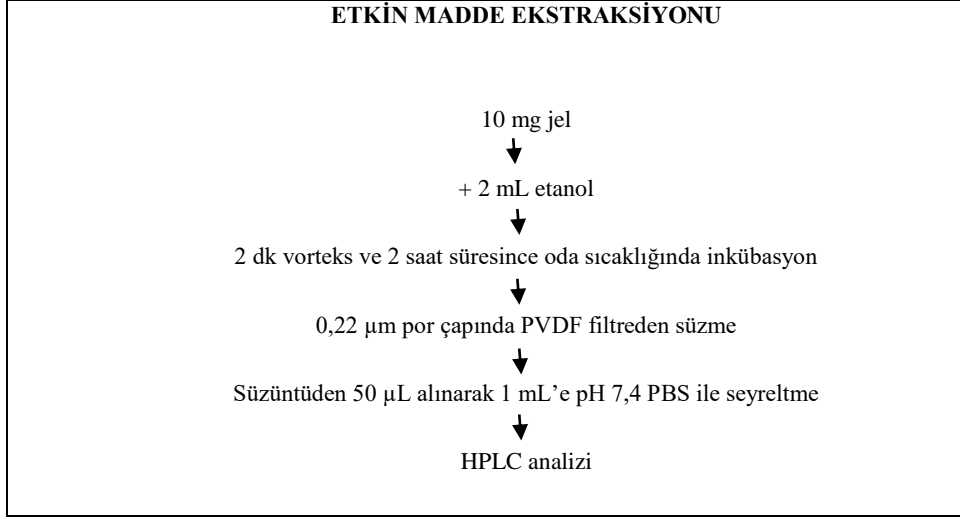 ETKİN MADDE EKSTRAKSİYONU
10 mg jel
+ 2 mL etanol
2 dk vorteks ve 2 saat süresince oda sıcaklığında inkübasyon
0,22 µm por çapında PVDF filtreden süzme
Süzüntüden 50 µL alınarak 1 mL’e pH 7,4 PBS ile seyreltme
HPLC analizi